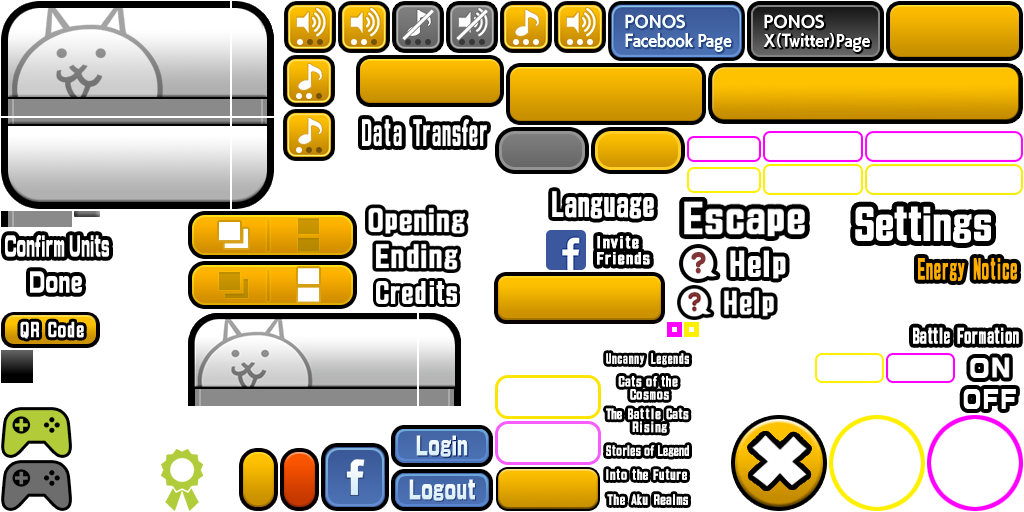 PONOS
Facebook Page
PONOS
X(Twitter)Page
Data Transfer
Language
Escape
Settings
Opening
Ending
Credits
Invite
Friends
Help
Help
Energy Notice
Confirm Units
Done
QR Code
Battle Formation
ON
OFF
Uncanny Legends
Cats of the
Cosmos
The Battle Cats
Rising
Stories of Legend
Into the Future
The Aku Realms
Login
Logout